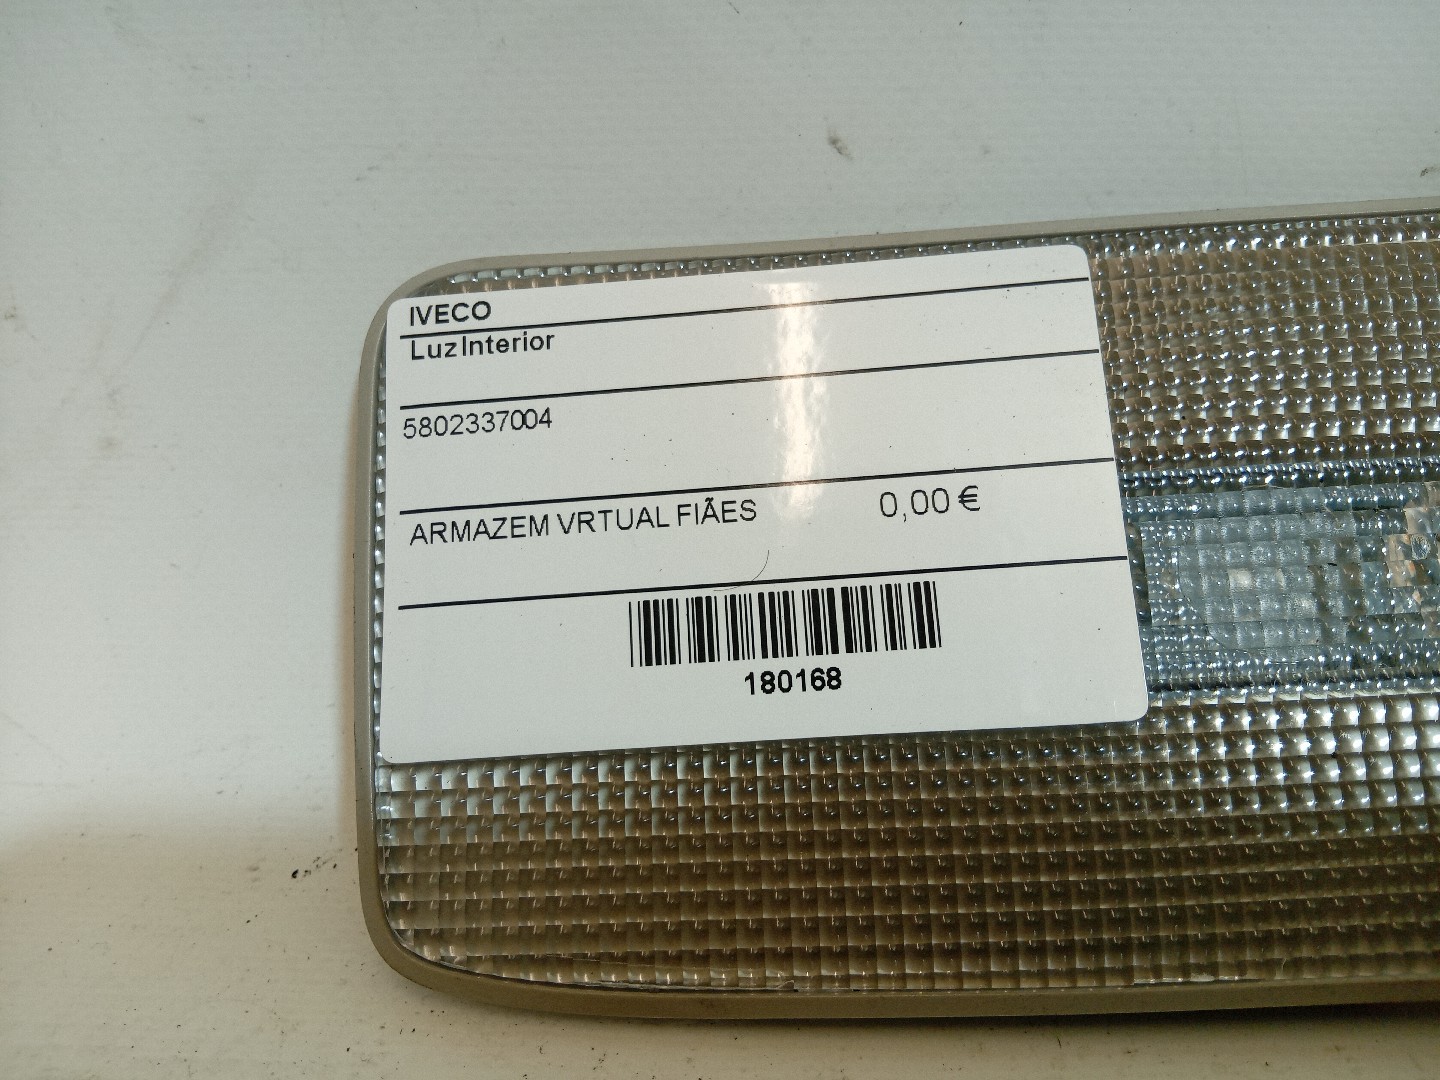 IVECO
Luz Interior
5802337004
ARMAZEM VRTUAL FIÃES 0,00 €
180168